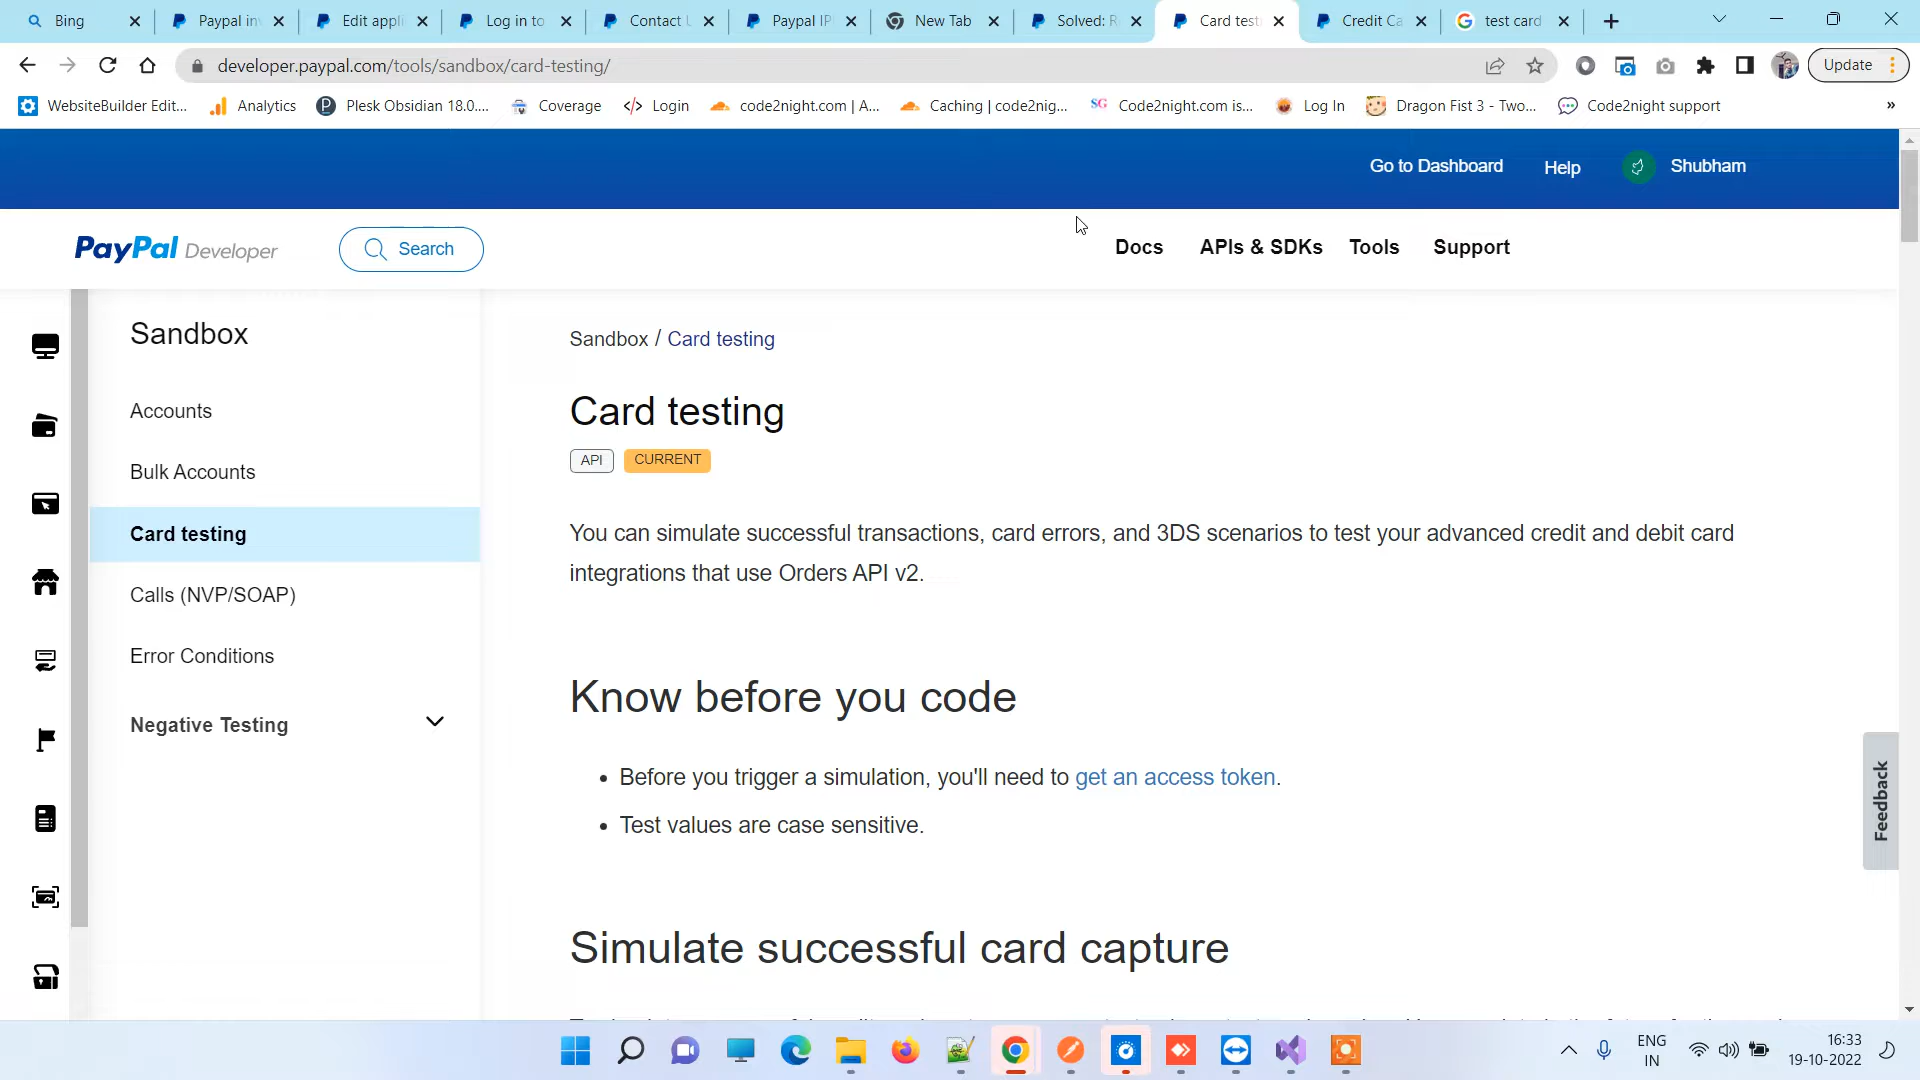 Bing
Paypal in
Edit appli
Log in to
Contact U
Paypal IP
New Tab
Solved: R
Card test
Credit Ca
test card
developer.paypal.com/tools/sandbox/card-testing/
Update
WebsiteBuilder Edit...
Analytics
Plesk Obsidian 18.0....
Coverage
Login
code2night.com | A...
Caching | code2nig...
SG Code2night.com is...
Log In
Dragon Fist 3 - Two...
Code2night support
»
Go to Dashboard
Help
Shubham
PayPal Developer
Search
Docs
APIs & SDKs
Tools
Support
Sandbox
Accounts
Bulk Accounts
Card testing
Calls (NVP/SOAP)
Error Conditions
Negative Testing
Sandbox / Card testing
Card testing
API CURRENT
You can simulate successful transactions, card errors, and 3DS scenarios to test your advanced credit and debit card
integrations that use Orders API v2.
Know before you code
• Before you trigger a simulation, you'll need to get an access token.
• Test values are case sensitive.
Simulate successful card capture
Feedback
ENG
IN
16:33
19-10-2022